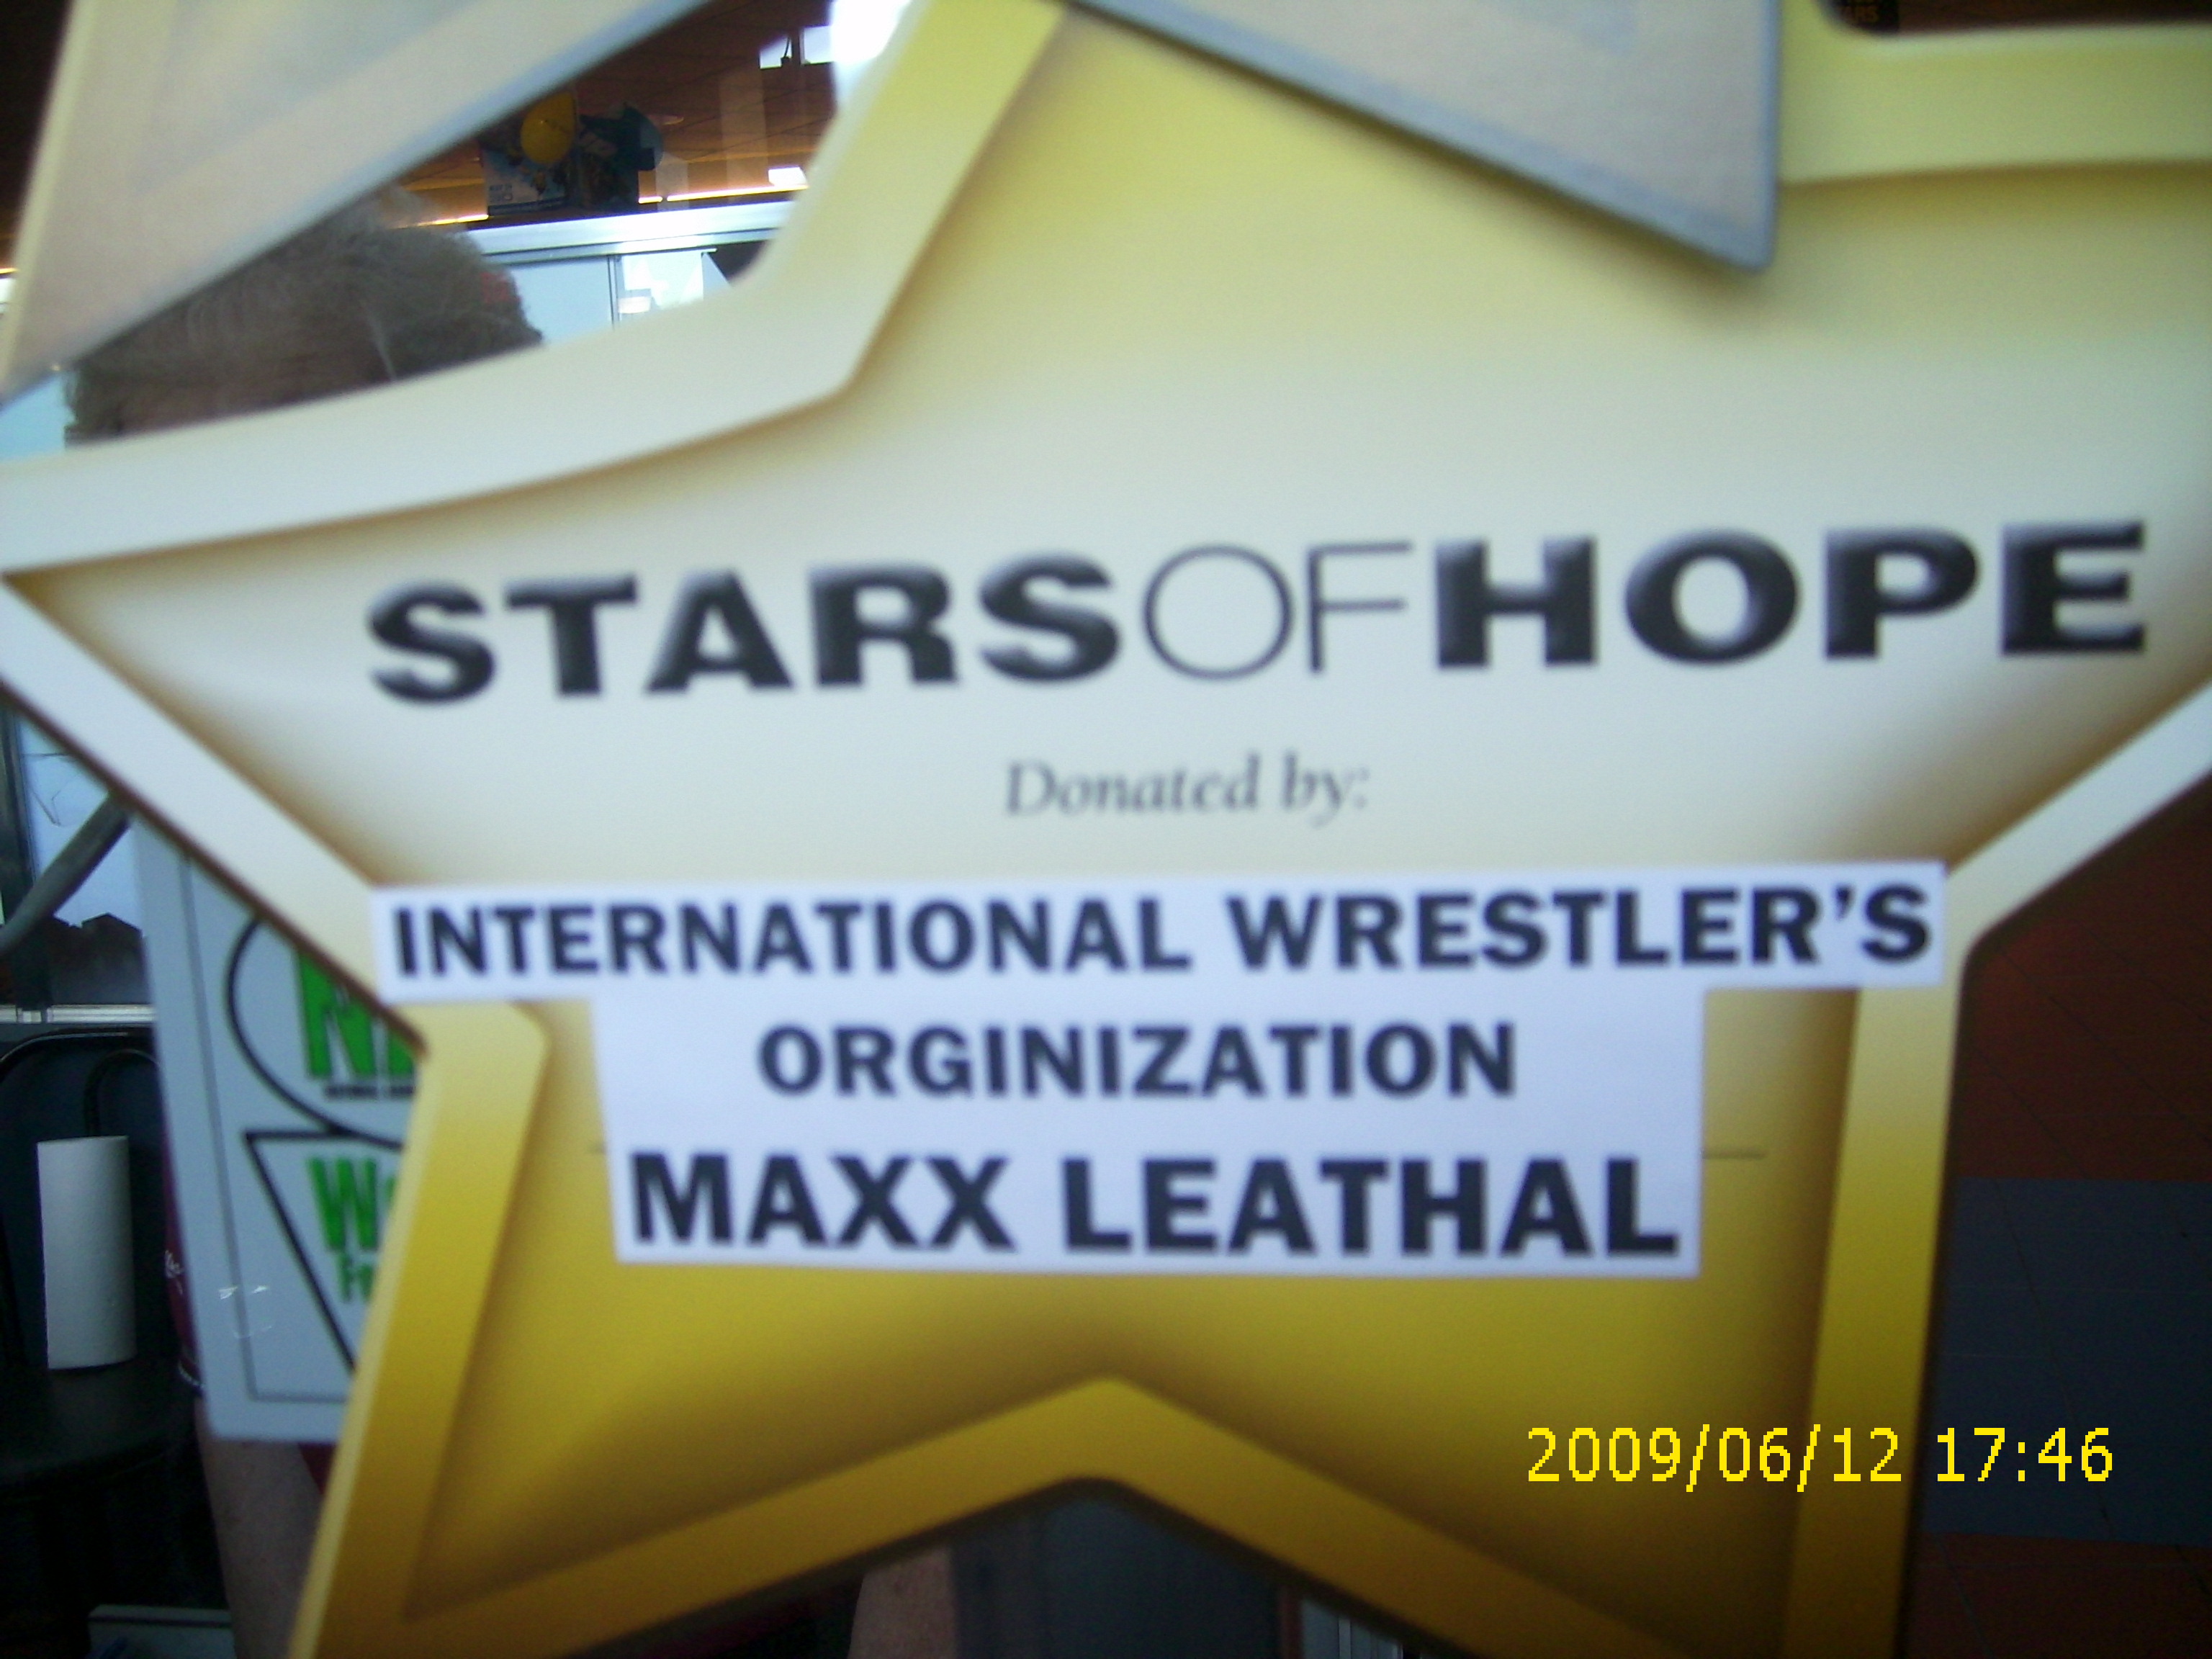 STARSOFHOPE
Donated by:
INTERNATIONAL WRESTLER'S
ORGINIZATION
MAXX LEATHAL
2009/06/12 17:46